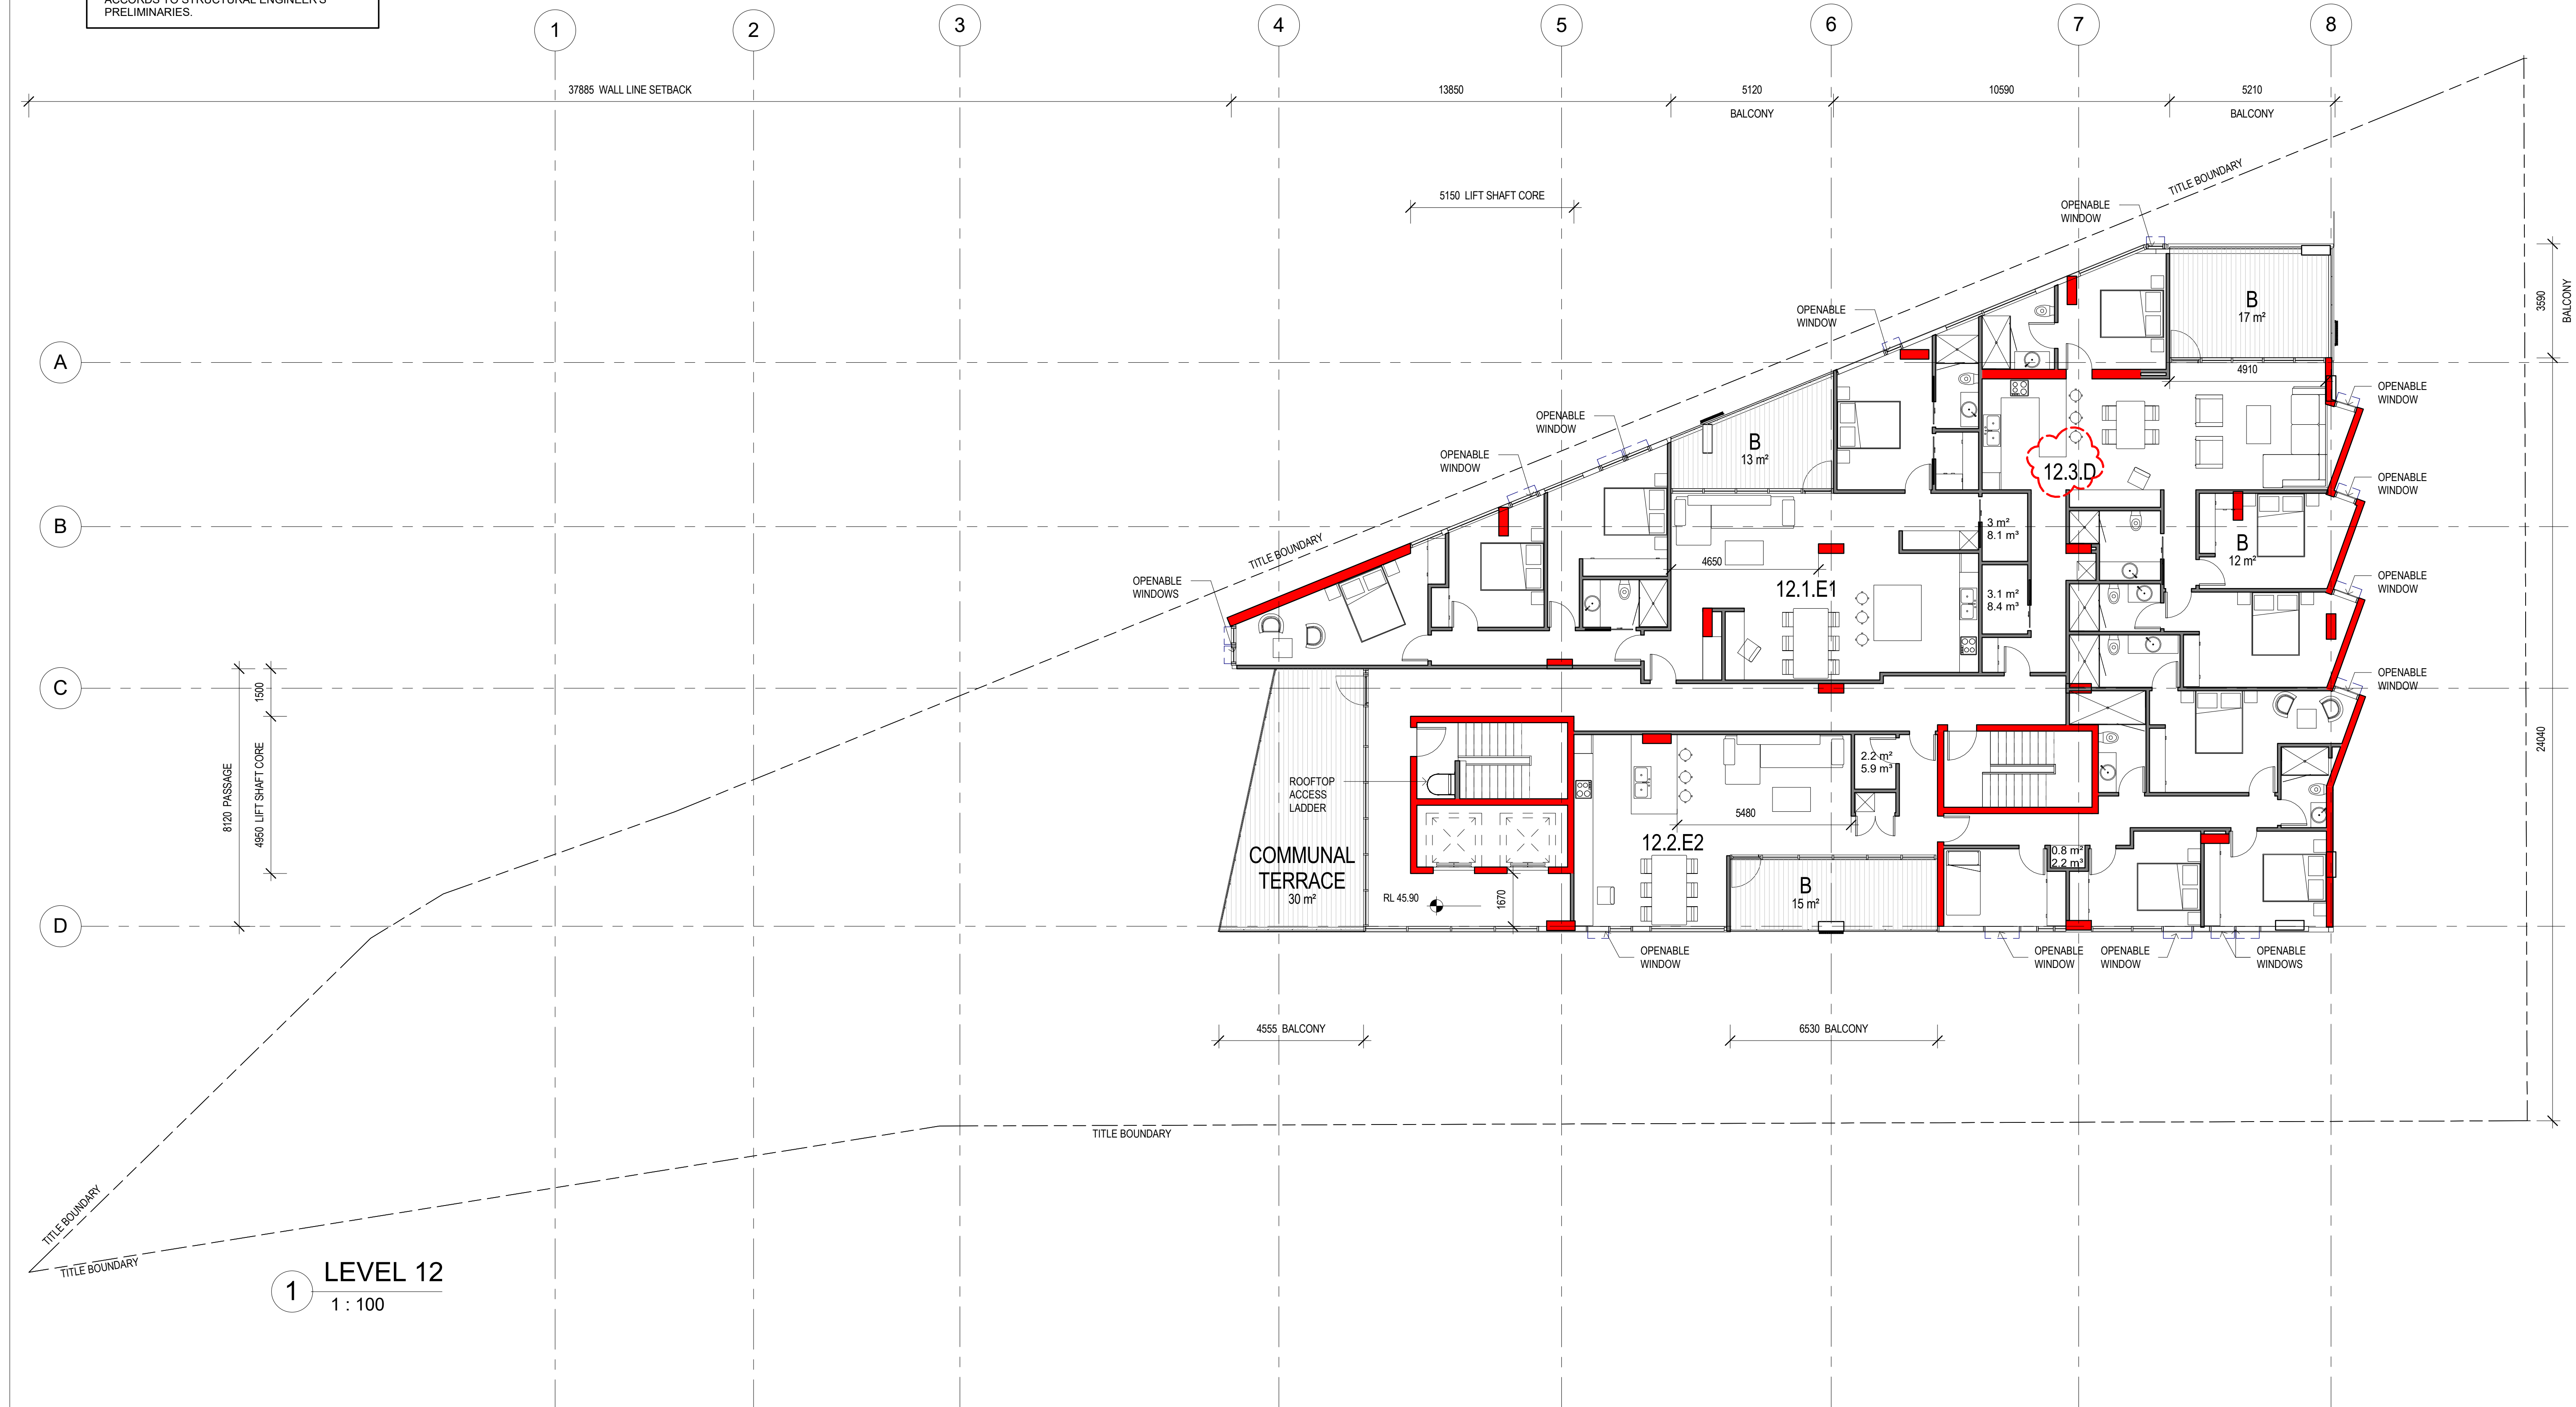 PRELIMINARIES.
1
2
3
4
5
6
7
8
37885 WALL LINE SETBACK
13850
5120
BALCONY
10590
5210
BALCONY
TITLE BOUNDARY
5150 LIFT SHAFT CORE
OPENABLE
WINDOW
3590
BALCONY
B
17 m²
OPENABLE
WINDOW
A
4910
OPENABLE
WINDOW
OPENABLE
WINDOW
B
13 m²
OPENABLE
WINDOW
12.3.D
OPENABLE
WINDOW
B
3 m²
8.1 m³
B
12 m²
TITLE BOUNDARY
4650
OPENABLE
WINDOWS
12.1.E1
3.1 m²
8.4 m³
OPENABLE
WINDOW
C
1500
OPENABLE
WINDOW
8120 PASSAGE
4950 LIFT SHAFT CORE
24040
ROOFTOP
ACCESS
LADDER
2.2 m²
5.9 m³
5480
12.2.E2
COMMUNAL
TERRACE
30 m²
0.8 m²
2.2 m³
RL 45.90
1670
B
15 m²
D
OPENABLE
WINDOW
OPENABLE
WINDOW
OPENABLE
WINDOW
OPENABLE
WINDOWS
4555 BALCONY
6530 BALCONY
TITLE BOUNDARY
TITLE BOUNDARY
TITLE BOUNDARY
1
LEVEL 12
1 : 100